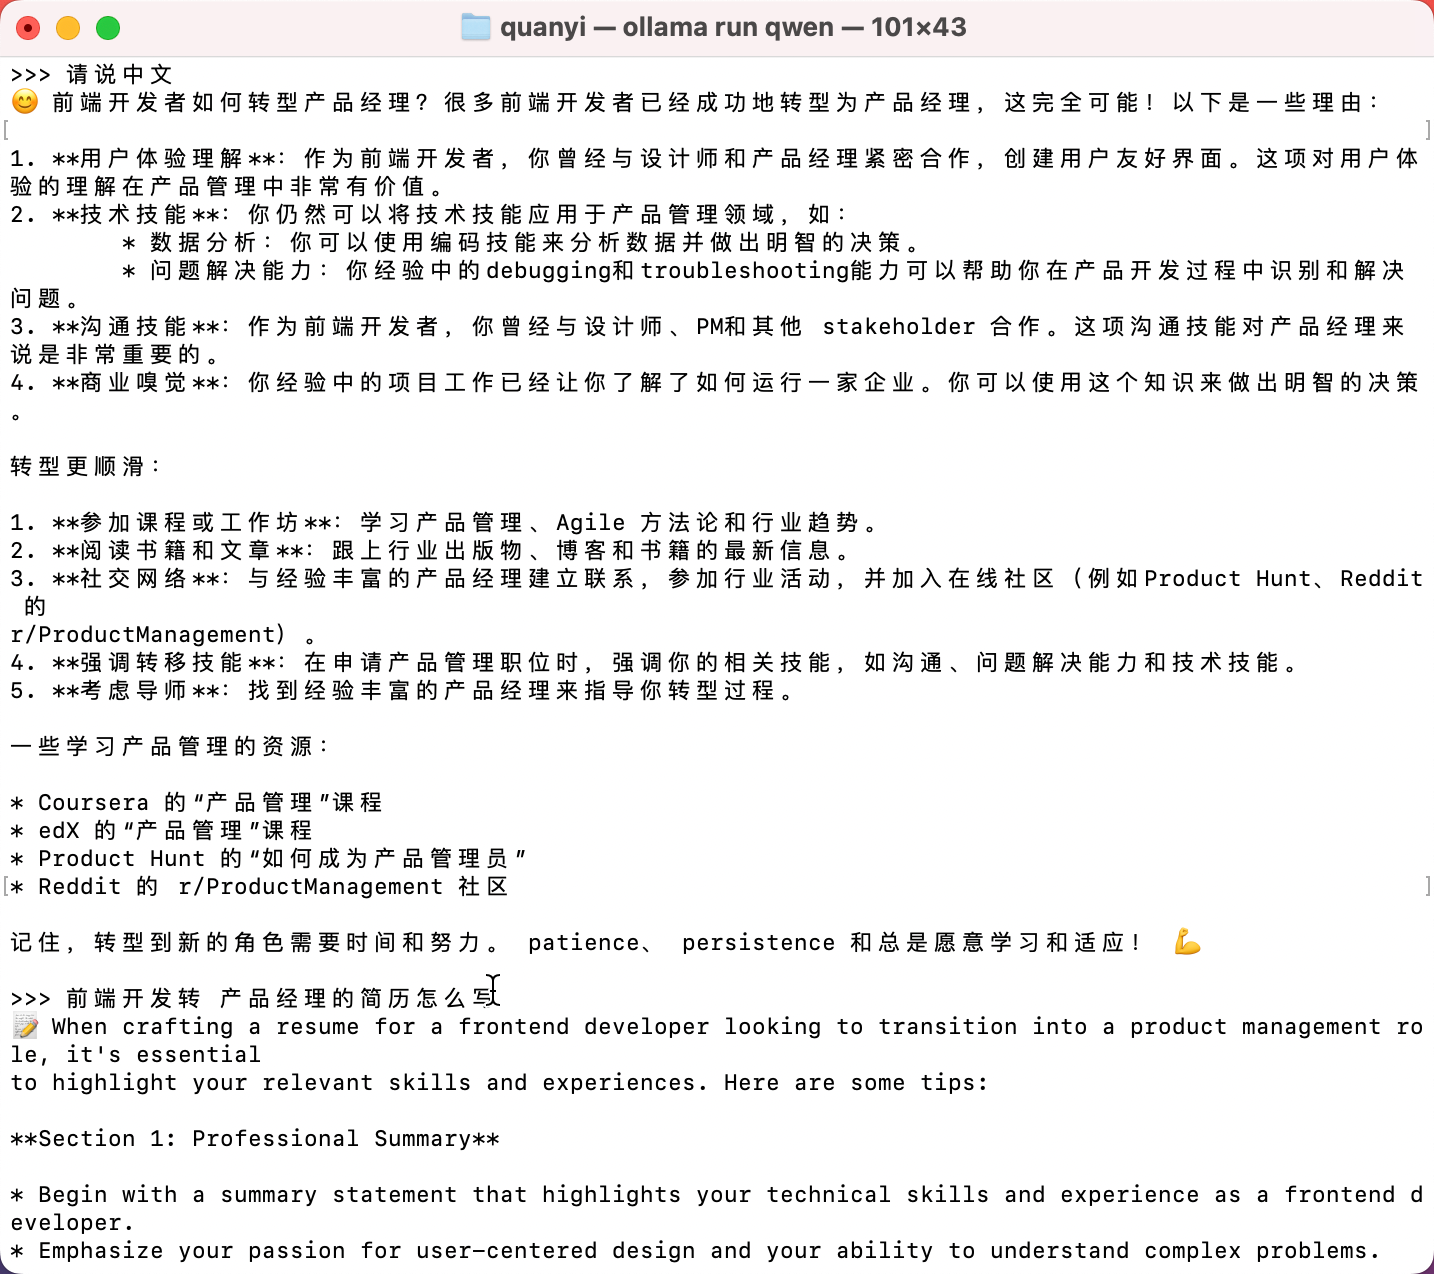 quanyi — ollama run qwen — 101×43
>>> 请说中文
😊 前端开发者如何转型产品经理？很多前端开发者已经成功地转型为产品经理，这完全可能！以下是一些理由：
[ ]
1. **用户体验理解**：作为前端开发者，你曾经与设计师和产品经理紧密合作，创建用户友好界面。这项对用户体
验的理解在产品管理中非常有价值。
2. **技术技能**：你仍然可以将技术技能应用于产品管理领域，如：
* 数据分析：你可以使用编码技能来分析数据并做出明智的决策。
* 问题解决能力：你经验中的debugging和troubleshooting能力可以帮助你在产品开发过程中识别和解决
问题。
3. **沟通技能**：作为前端开发者，你曾经与设计师、PM和其他 stakeholder 合作。这项沟通技能对产品经理来
说是非常重要的。
4. **商业嗅觉**：你经验中的项目工作已经让你了解了如何运行一家企业。你可以使用这个知识来做出明智的决策
。
转型更顺滑：
1. **参加课程或工作坊**：学习产品管理、Agile 方法论和行业趋势。
2. **阅读书籍和文章**：跟上行业出版物、博客和书籍的最新信息。
3. **社交网络**：与经验丰富的产品经理建立联系，参加行业活动，并加入在线社区（例如Product Hunt、Reddit
的
r/ProductManagement）。
4. **强调转移技能**：在申请产品管理职位时，强调你的相关技能，如沟通、问题解决能力和技术技能。
5. **考虑导师**：找到经验丰富的产品经理来指导你转型过程。
一些学习产品管理的资源：
* Coursera 的“产品管理”课程
* edX 的“产品管理”课程
* Product Hunt 的“如何成为产品管理员”
[* Reddit 的 r/ProductManagement 社区 ]
记住，转型到新的角色需要时间和努力。 patience、 persistence 和总是愿意学习和适应！ 💪
>>> 前端开发转 产品经理的简历怎么写
📝 When crafting a resume for a frontend developer looking to transition into a product management ro
le, it's essential
to highlight your relevant skills and experiences. Here are some tips:
**Section 1: Professional Summary**
* Begin with a summary statement that highlights your technical skills and experience as a frontend d
eveloper.
* Emphasize your passion for user-centered design and your ability to understand complex problems.